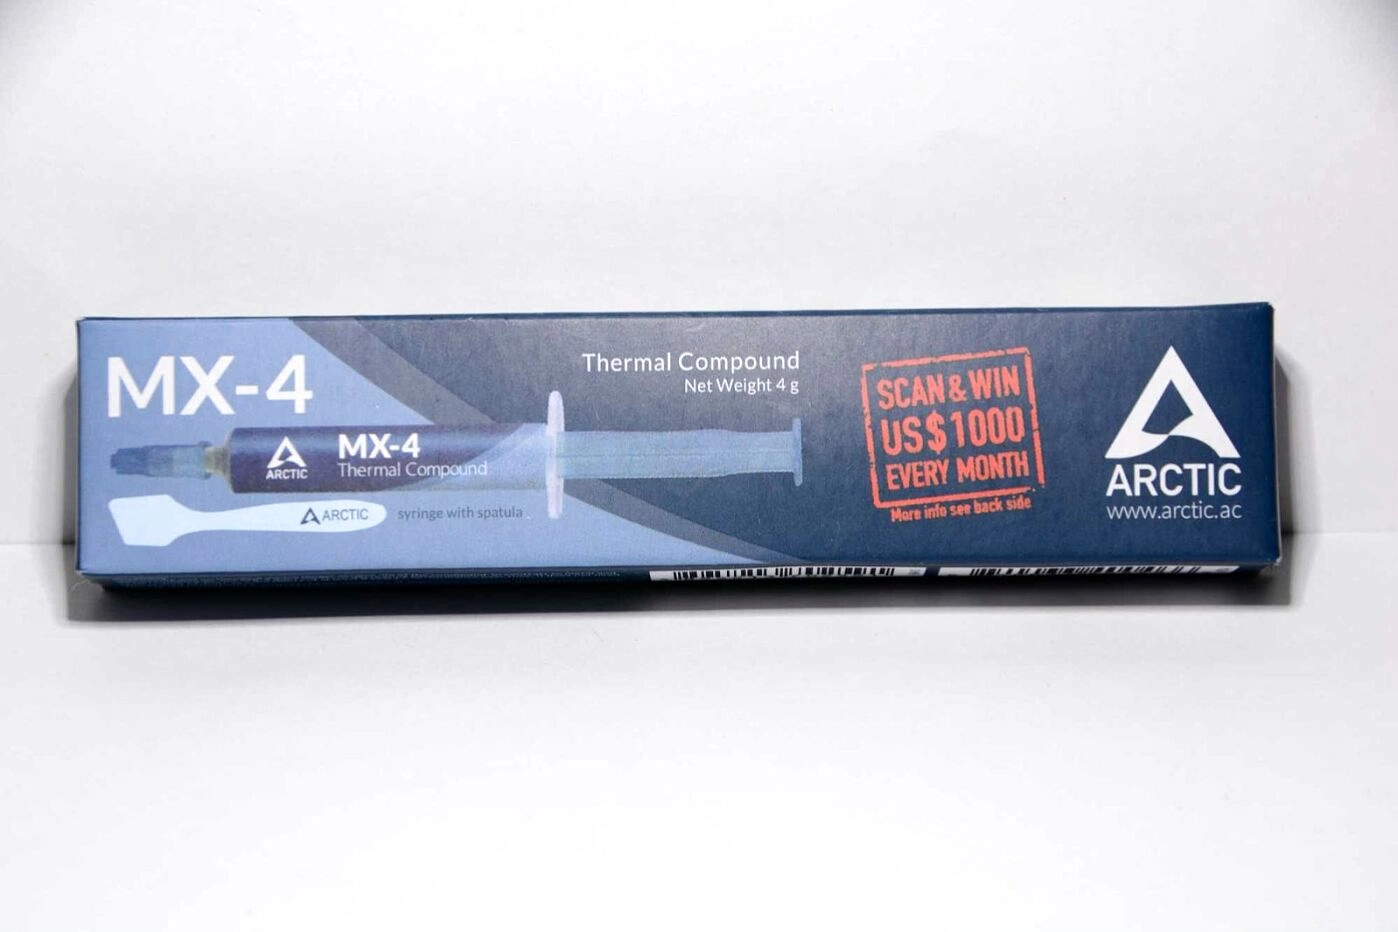 MX-4
Thermal Compound
Net Weight 4 g
ARCTIC
MX-4
Thermal Compound
ARCTIC
syringe with spatula
SCAN & WIN
US$1000
EVERY MONTH
More info see back side
ARCTIC
www.arctic.ac